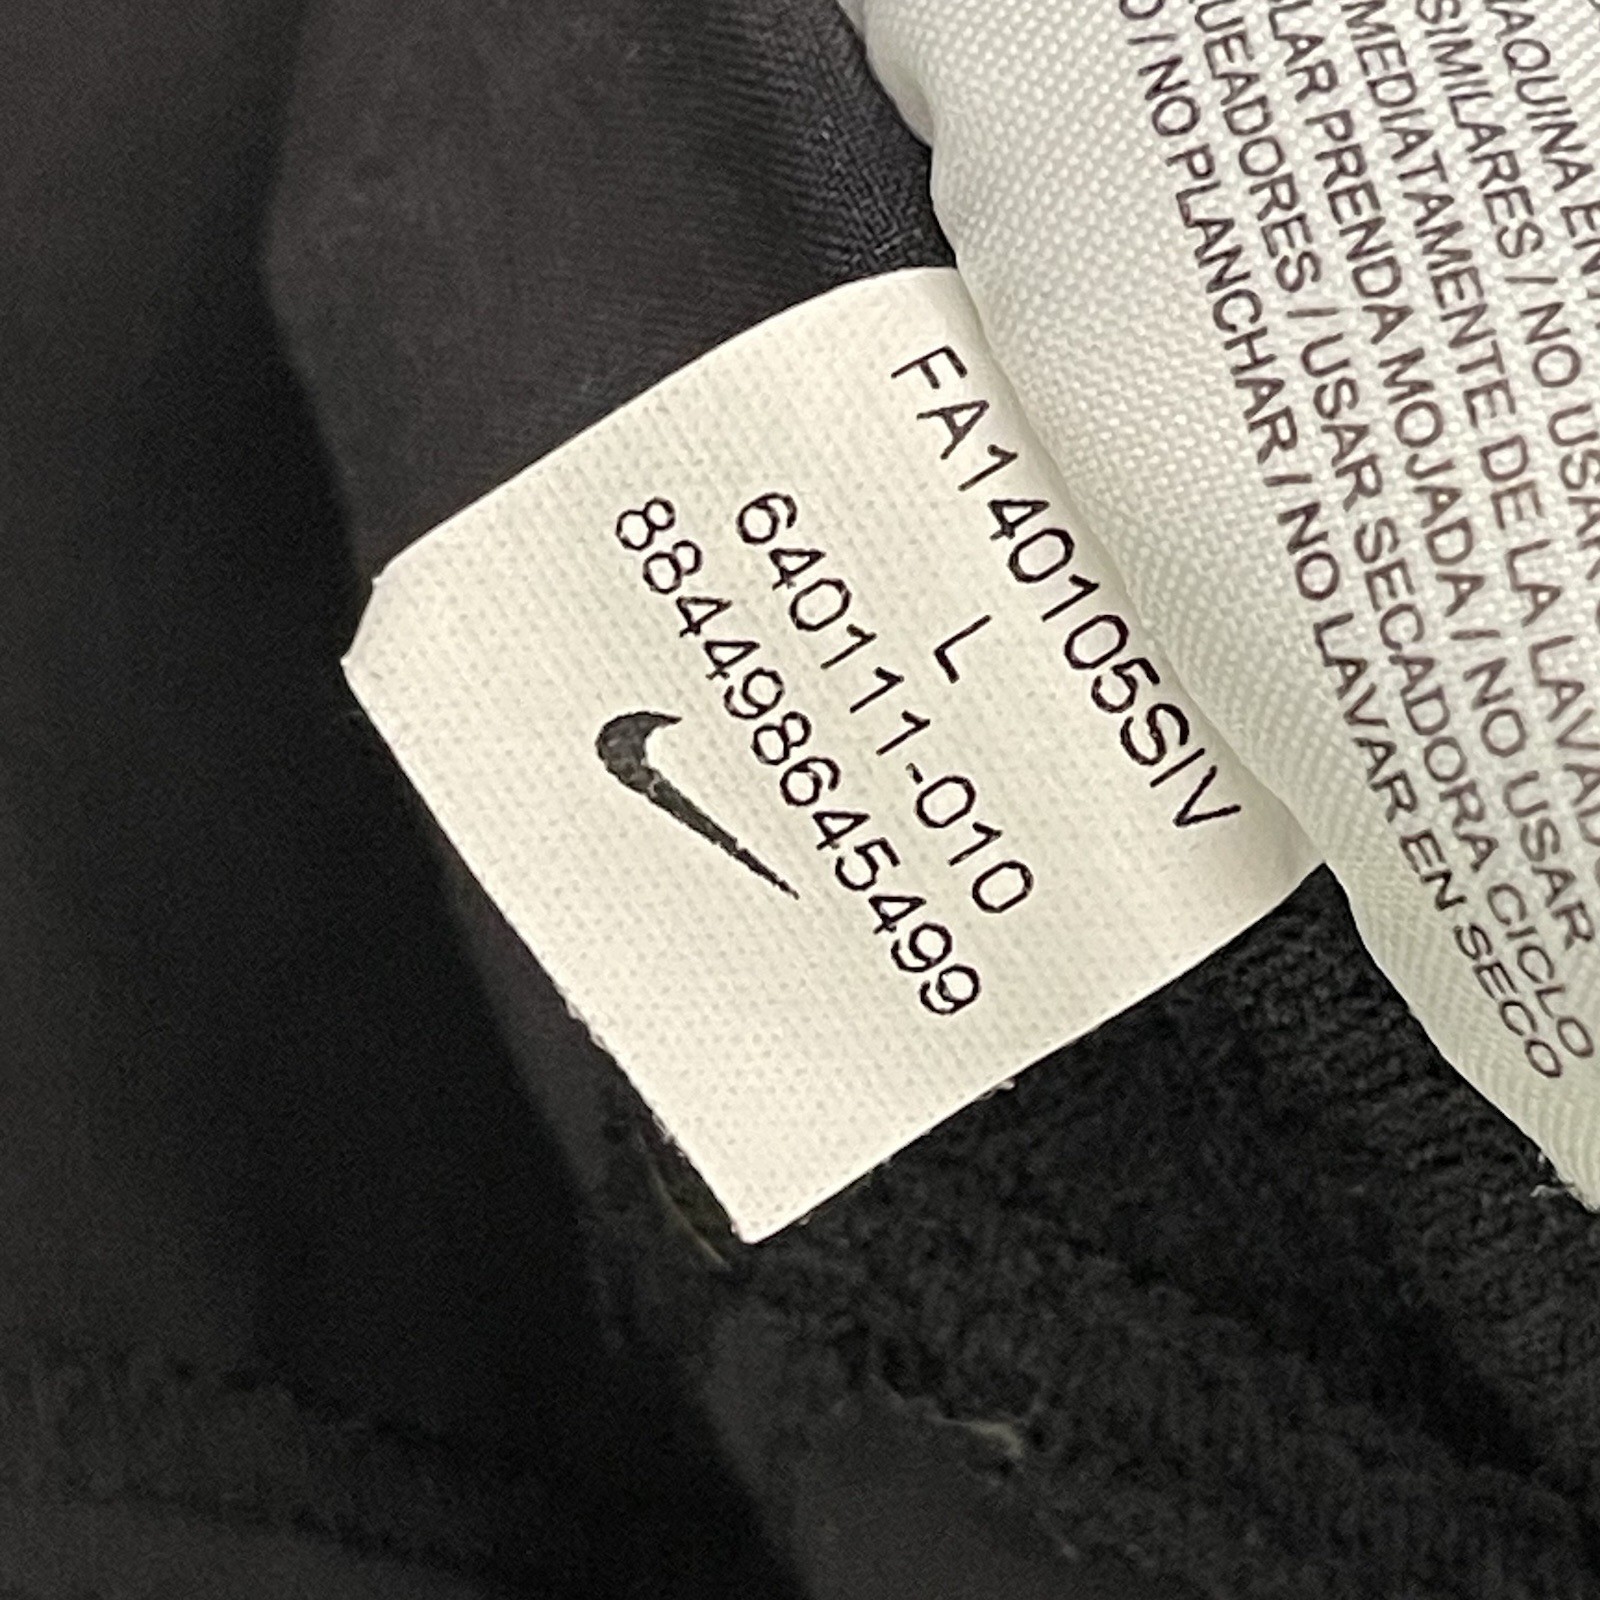 FA140105SIV
L
640111-010
884498645499
MAQUINA EN
SIMILARES / NO USAR
MEDIATAMENTE DE LA LAVAD
LAR PRENDA MOJADA / NO USAR
UEADORES / USAR SECADORA CICLO
O / NO PLANCHAR / NO LAVAR EN SECO